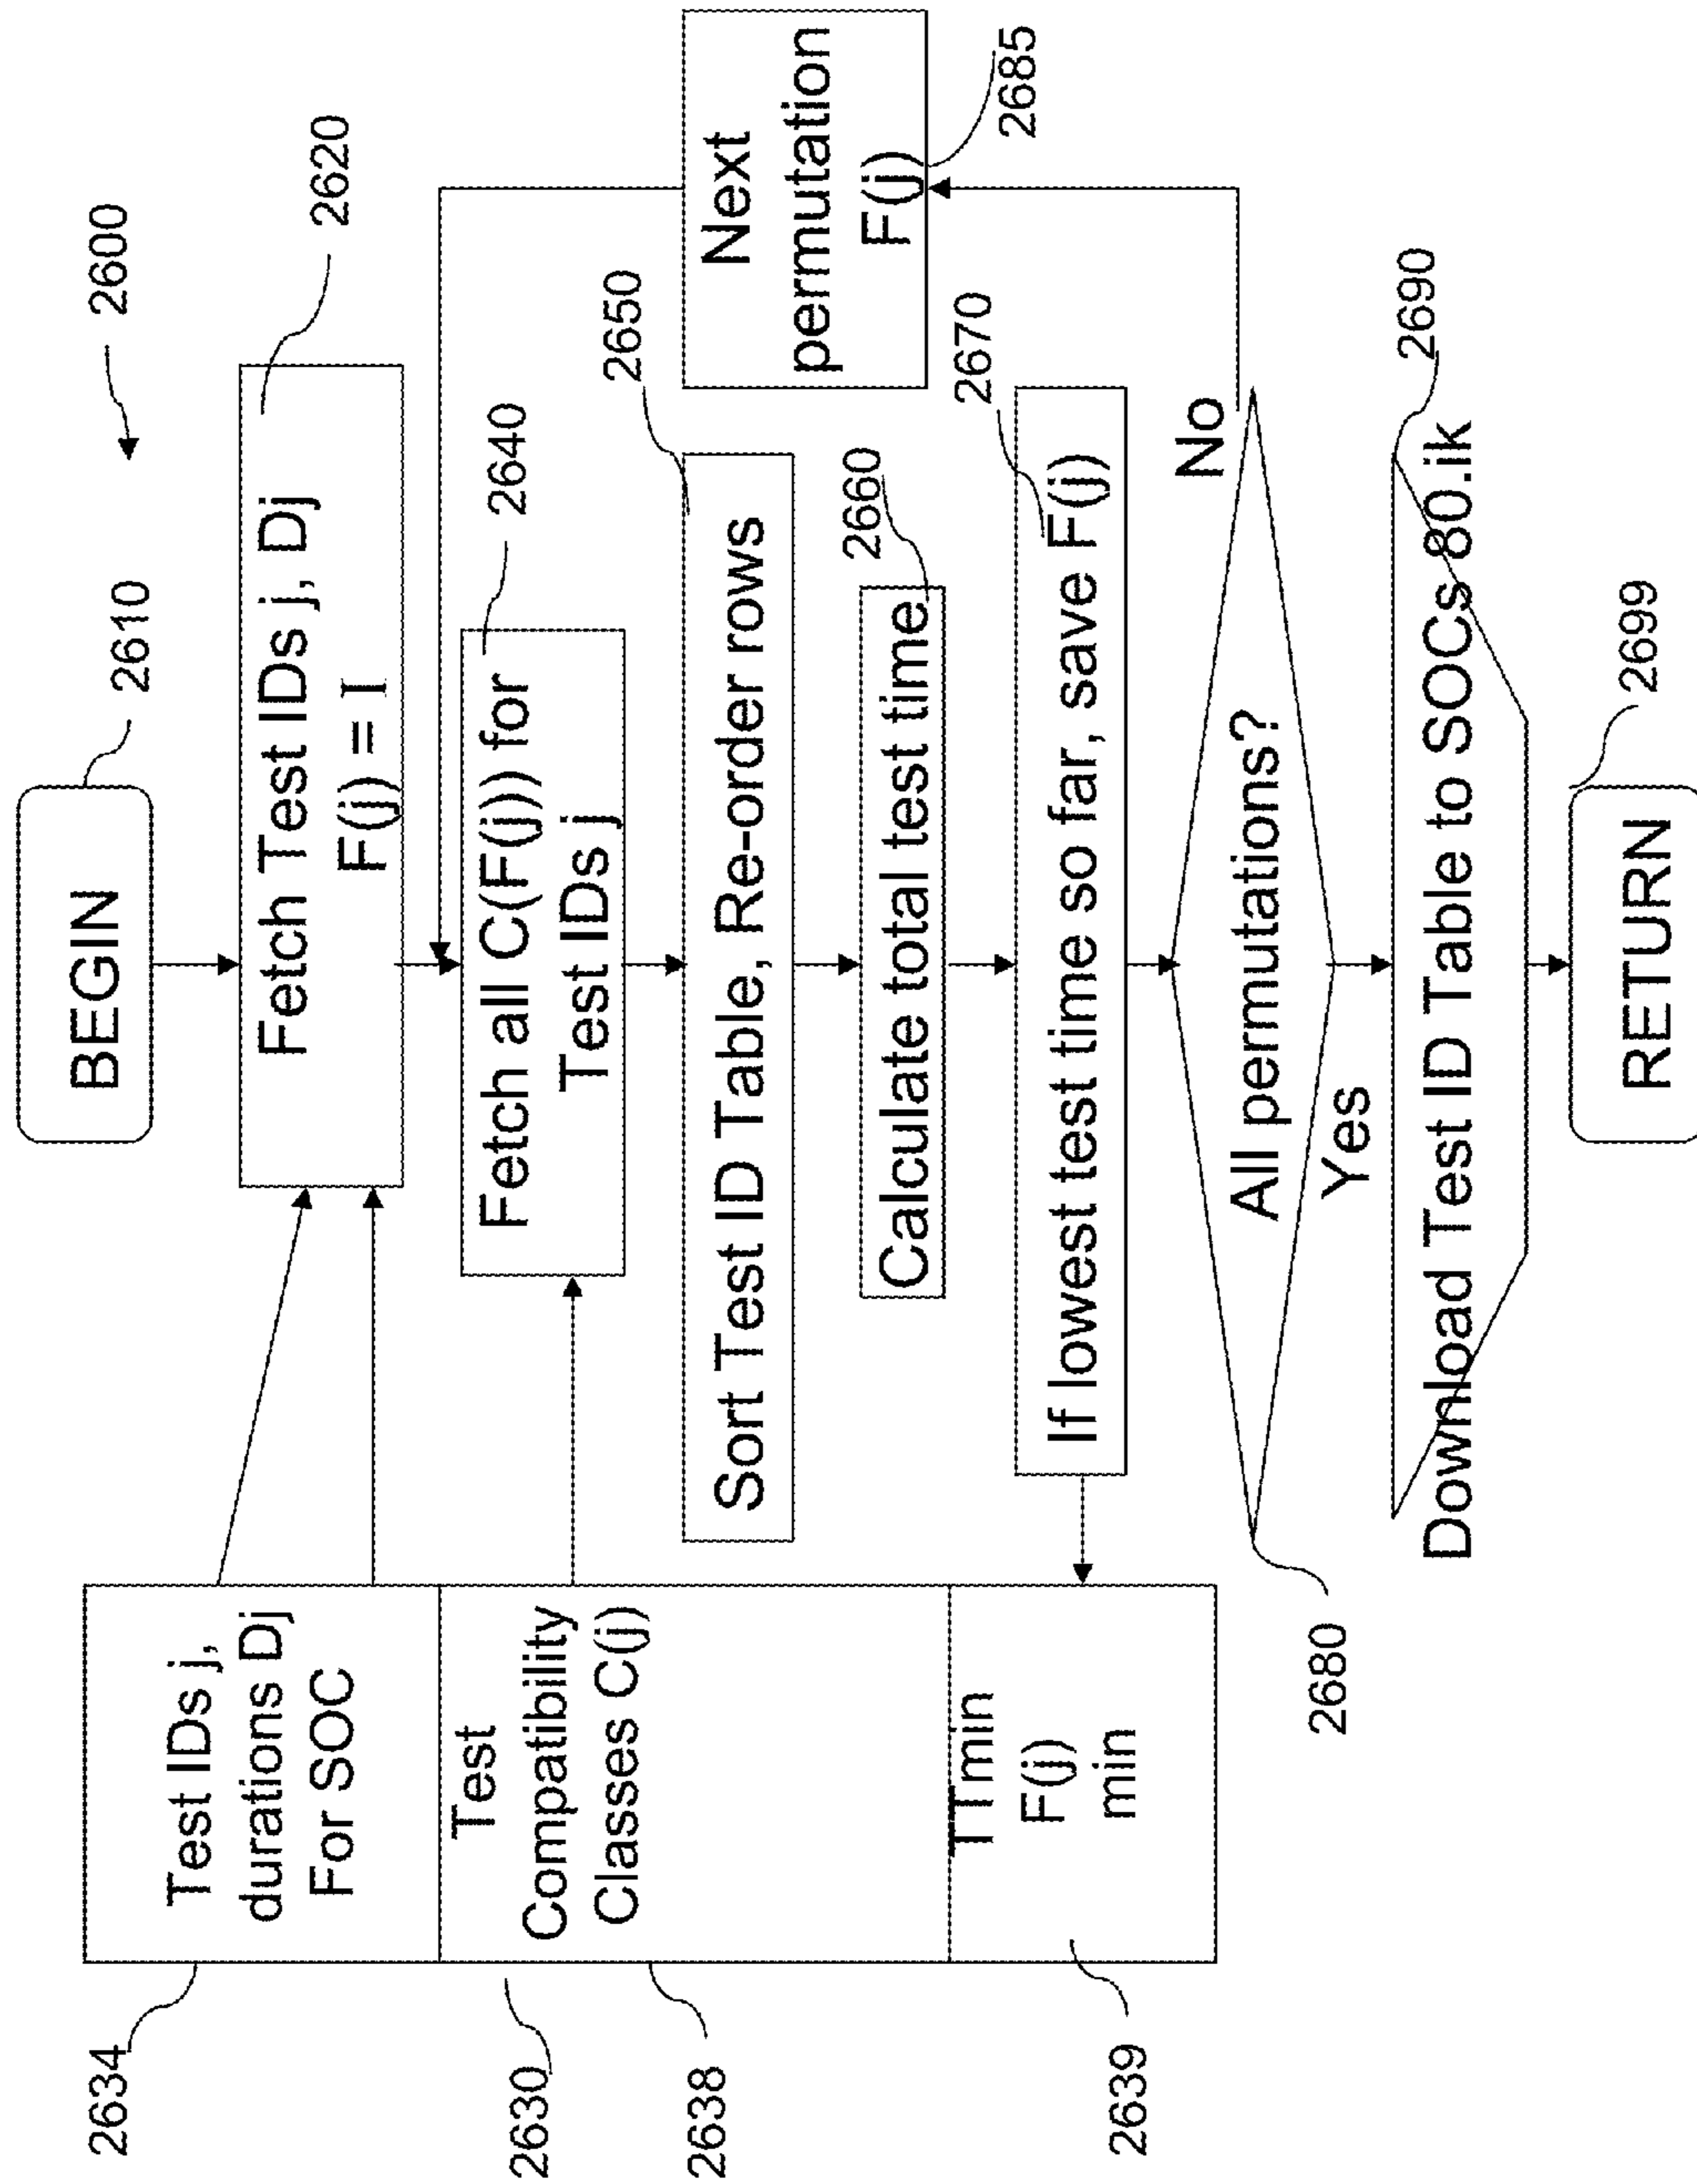 2600
BEGIN
2610
Fetch Test IDs j, Dj
F(j) = I
2620
Test IDs j,
durations Dj
For SOC
2634
Fetch all C(F(j)) for
Test IDs j
2640
Test
Compatibility
Classes C(j)
2630
2638
Sort Test ID Table, Re-order rows
2650
Next
permutation
F(j)
2685
Calculate total test time
2660
If lowest test time so far, save F(j)
2670
TTmin
F(j)
min
2639
All permutations?
2680
No
Yes
Download Test ID Table to SOCs 80.ik
2690
RETURN
2699